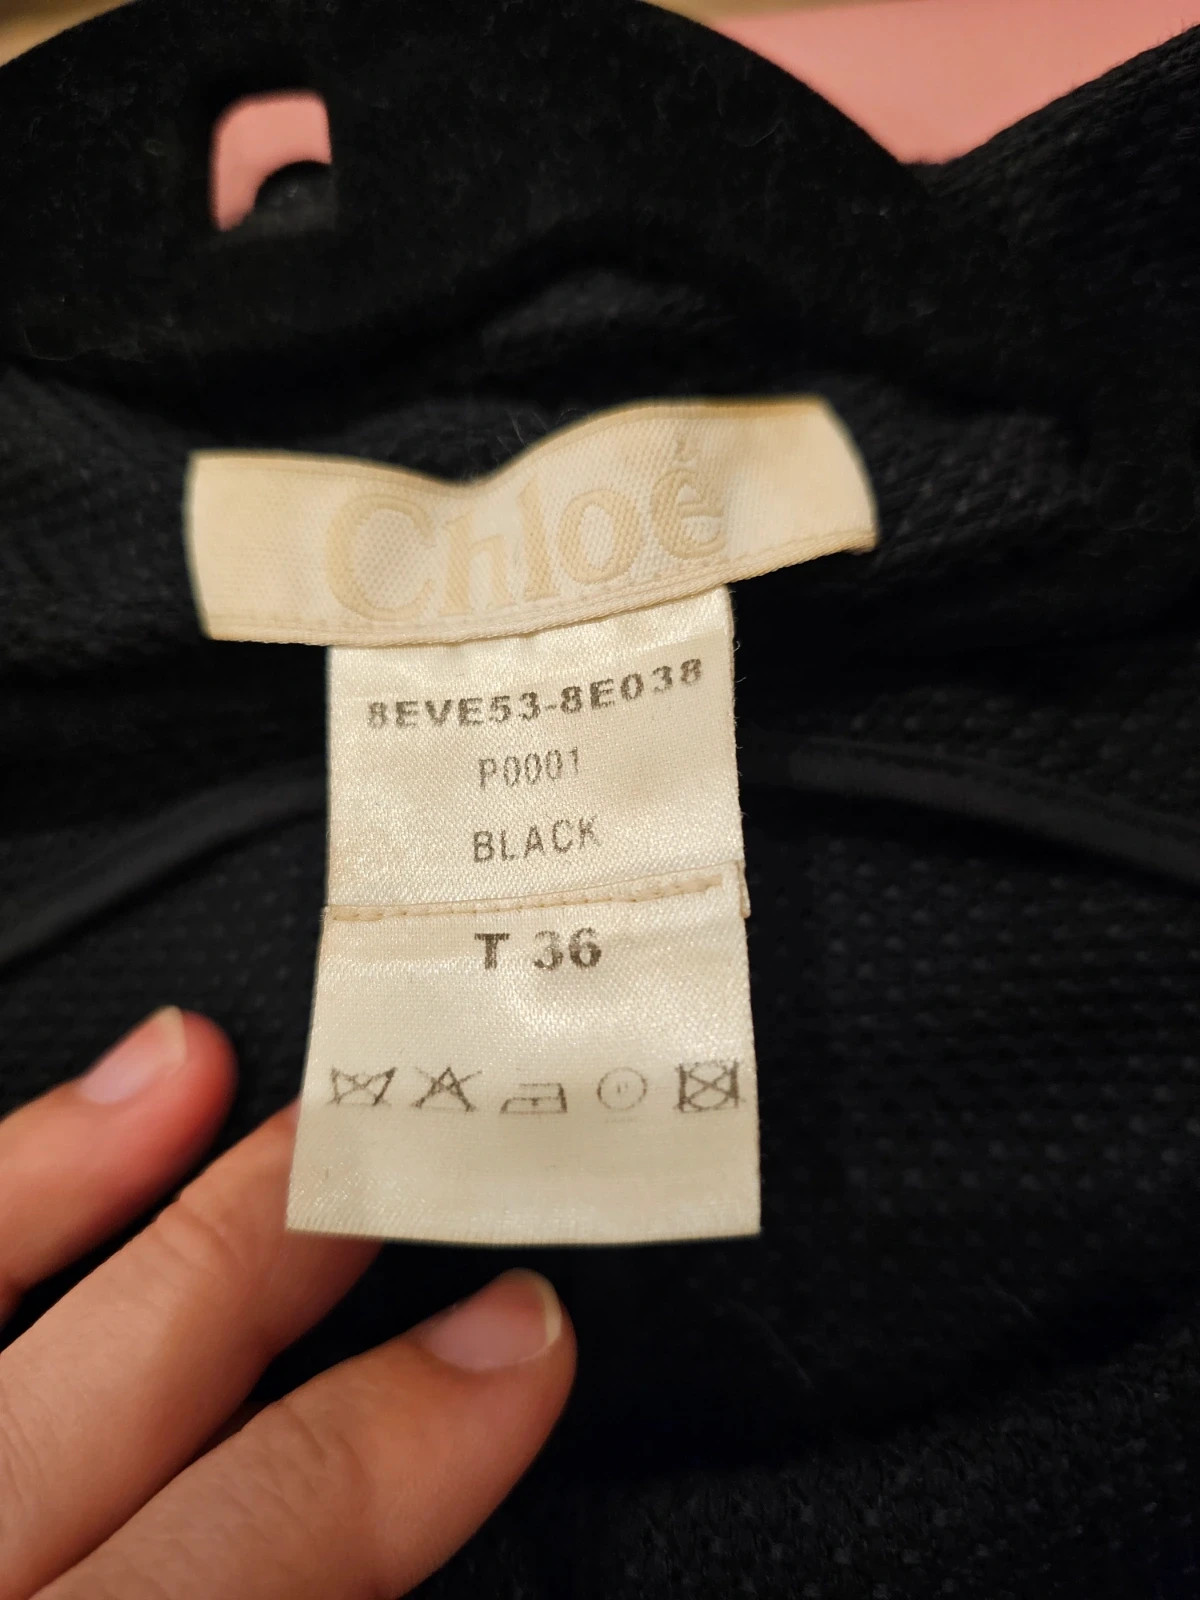 Chloé
8EVE53-8E038
P0001
BLACK
T 36